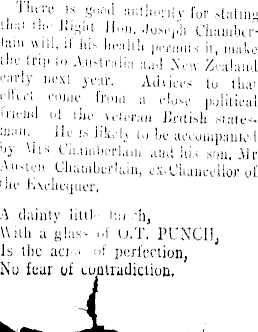 There is good authority for stating
that the Right Hon. Joseph Chamber-
lain will, if his health permits it, make
the trip to Australia and New Zealand
early next year. Advices to that
effect come from a close political
friend of the veteran British states-
man. He is likely to be accompanied
by Mrs Chamberlain and his son, Mr
Austen Chamberlain, ex-Chancellor of
the Exchequer.
A dainty little lunch,
With a glass of O.T. PUNCH,
Is the acme of perfection,
No fear of contradiction.